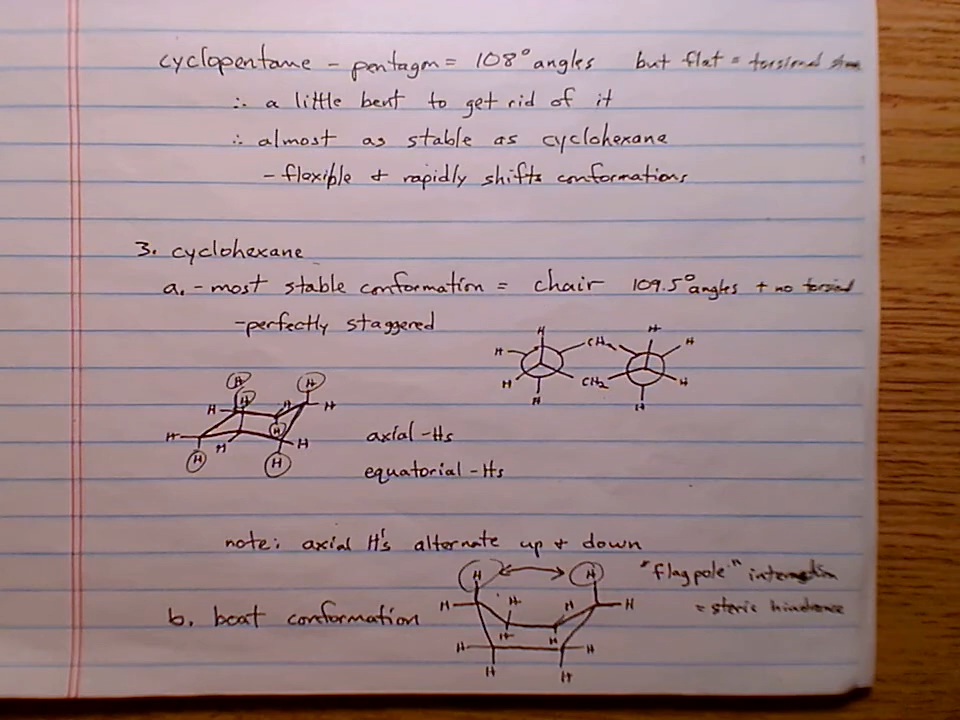 cyclopentane - pentagon = 108° angles but flat = torsional
∴ a little bent to get rid of it
∴ almost as stable as cyclohexane
- flexible + rapidly shifts conformations
3. cyclohexane
a. - most stable conformation = chair 109.5° angles + no torsional
- perfectly staggered
H H
H CH2 H
H CH2 H
H H
H H
H H H H
H H H H
H H
axial - Hs
equatorial - Hs
note: axial H's alternate up + down
H H "flagpole" interaction
b. boat conformation H H H H = steric hindrance
H H
H H
H H